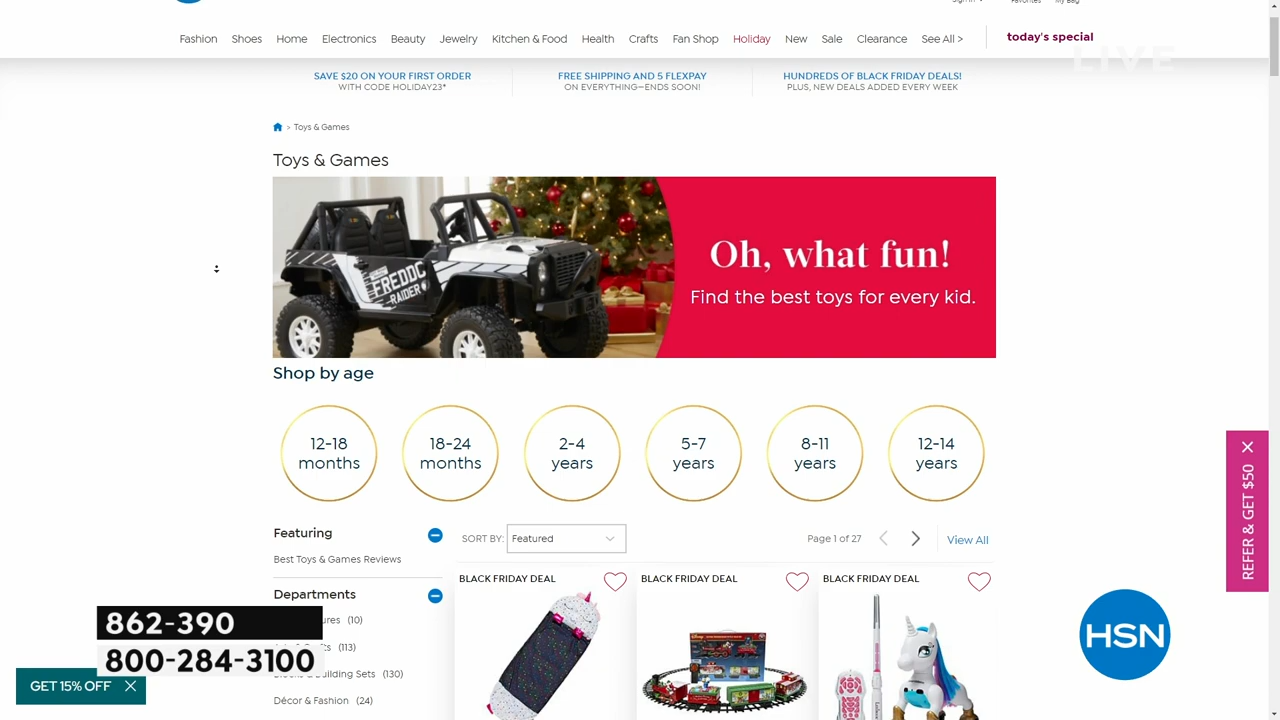 Sign In
Favorites
My Bag
Fashion Shoes Home Electronics Beauty Jewelry Kitchen & Food Health Crafts Fan Shop Holiday New Sale Clearance See All >
today's special
LIVE
SAVE $20 ON YOUR FIRST ORDER
WITH CODE HOLIDAY23*
FREE SHIPPING AND 5 FLEXPAY
ON EVERYTHING—ENDS SOON!
HUNDREDS OF BLACK FRIDAY DEALS!
PLUS, NEW DEALS ADDED EVERY WEEK
> Toys & Games
Toys & Games
FREDDO
RAIDER
Oh, what fun!
Find the best toys for every kid.
Shop by age
12-18
months
18-24
months
2-4
years
5-7
years
8-11
years
12-14
years
Featuring
Best Toys & Games Reviews
SORT BY: Featured
Page 1 of 27
View All
BLACK FRIDAY DEAL
BLACK FRIDAY DEAL
BLACK FRIDAY DEAL
Departments
(10)
(113)
Building Sets (130)
Décor & Fashion (24)
862-390
800-284-3100
GET 15% OFF
REFER & GET $50
HSN